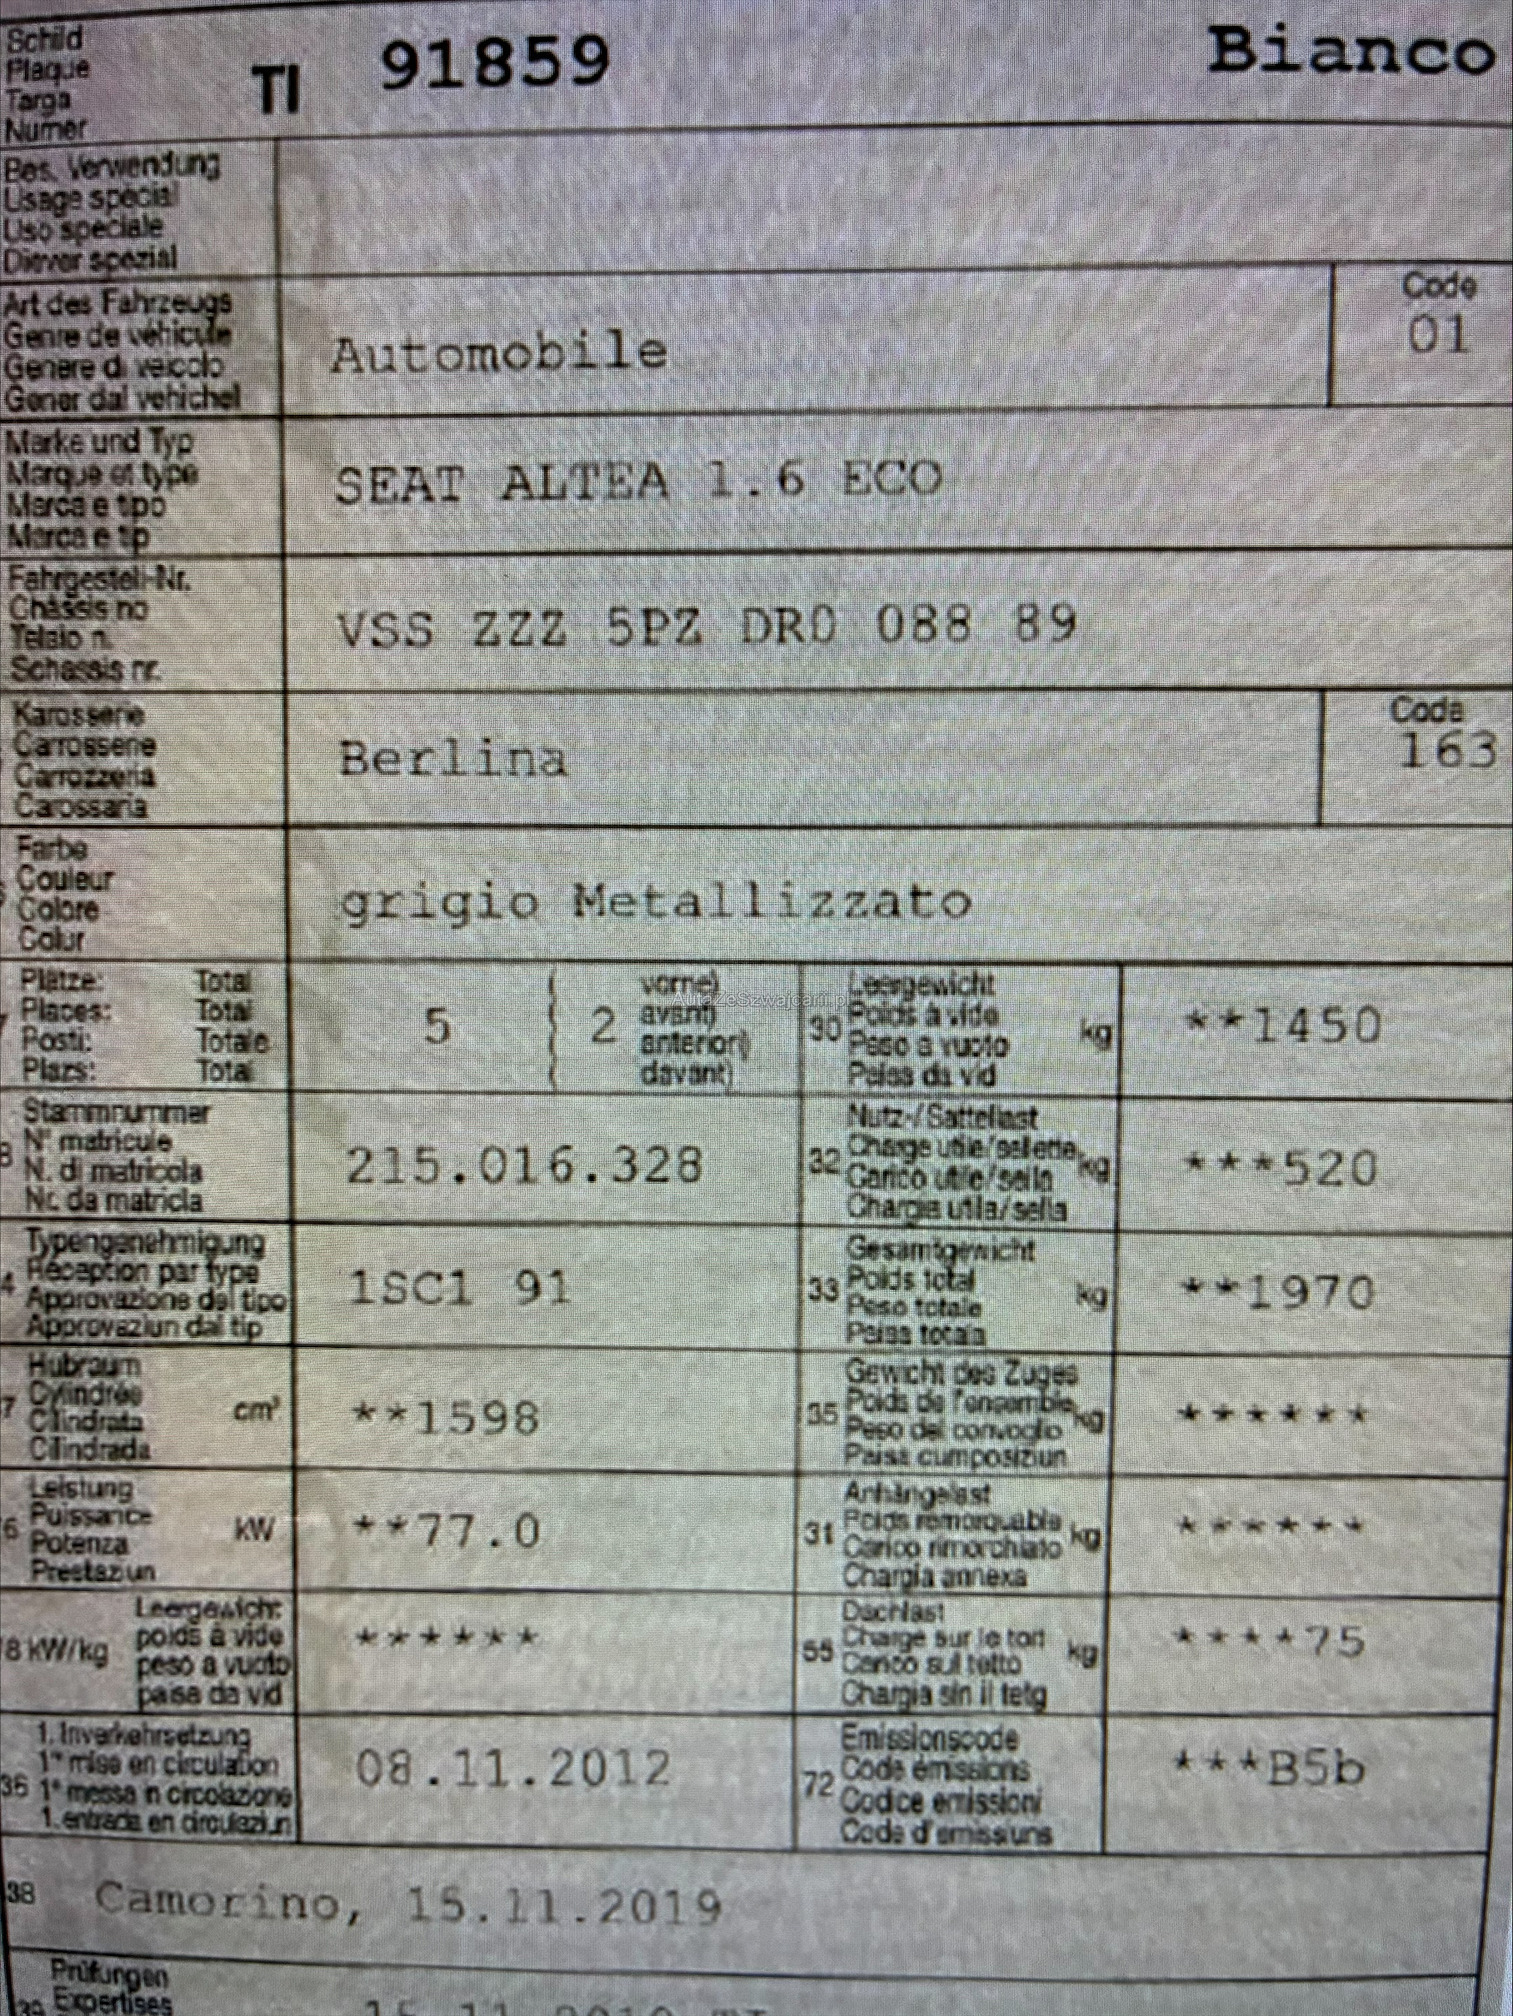 Schild
Plaque
Targa
Numer
TI 91859 Bianco
Bes. Verwendung
Usage spécial
Uso speciale
Diever spezial
Art des Fahrzeugs
Genre de véhicule
Genere di veicolo
Gener dal vehichel
Automobile
Code
01
Marke und Typ
Marque et type
Marca e tipo
Marca e tip
SEAT ALTEA 1.6 ECO
Fahrgestell-Nr.
Châssis no
Telaio n.
Schassis nr.
VSS ZZZ 5PZ DR0 088 89
Karosserie
Carrosserie
Carrozzeria
Carossaria
Berlina
Code
163
Farbe
Couleur
Colore
Colur
grigio Metallizzato
Plätze: Total
Places: Total
Posti: Totale
Plazs: Total
5
2
vorne)
avant)
anteriori)
davant)
AutaZeSzwajcarii.pl
30
Leergewicht
Poids à vide
Peso a vuoto
Paisa da vid
kg
**1450
Stammnummer
N° matricule
N. di matricola
Nr. da matricla
215.016.328
32
Nutz-/Sattellast
Charge utile/sellette
Carico utile/sella
Chargia utila/sella
kg
***520
Typengenehmigung
Réception par type
Approvazione del tipo
Approvaziun dal tip
1SC1 91
33
Gesamtgewicht
Poids total
Peso totale
Paisa totala
kg
**1970
Hubraum
Cylindrée
Cilindrata
Cilindrada
cm³
**1598
35
Gewicht des Zuges
Poids de l'ensemble
Peso del convoglio
Paisa cumposiziun
kg
******
Leistung
Puissance
Potenza
Prestaziun
kW
**77.0
31
Anhängelast
Poids remorquable
Carico rimorchiato
Chargia annexa
kg
******
kW/kg
Leergewicht
poids à vide
peso a vuoto
paisa da vid
******
55
Dachlast
Charge sur le toit
Carico sul tetto
Chargia sin il tetg
kg
****75
36
1. Inverkehrsetzung
1re mise en circulation
1a messa in circolazione
1. entrada en circulaziun
08.11.2012
72
Emissionscode
Code émissions
Codice emissioni
Code d'emissiuns
***B5b
38 Camorino, 15.11.2019
39
Prüfungen
Expertises